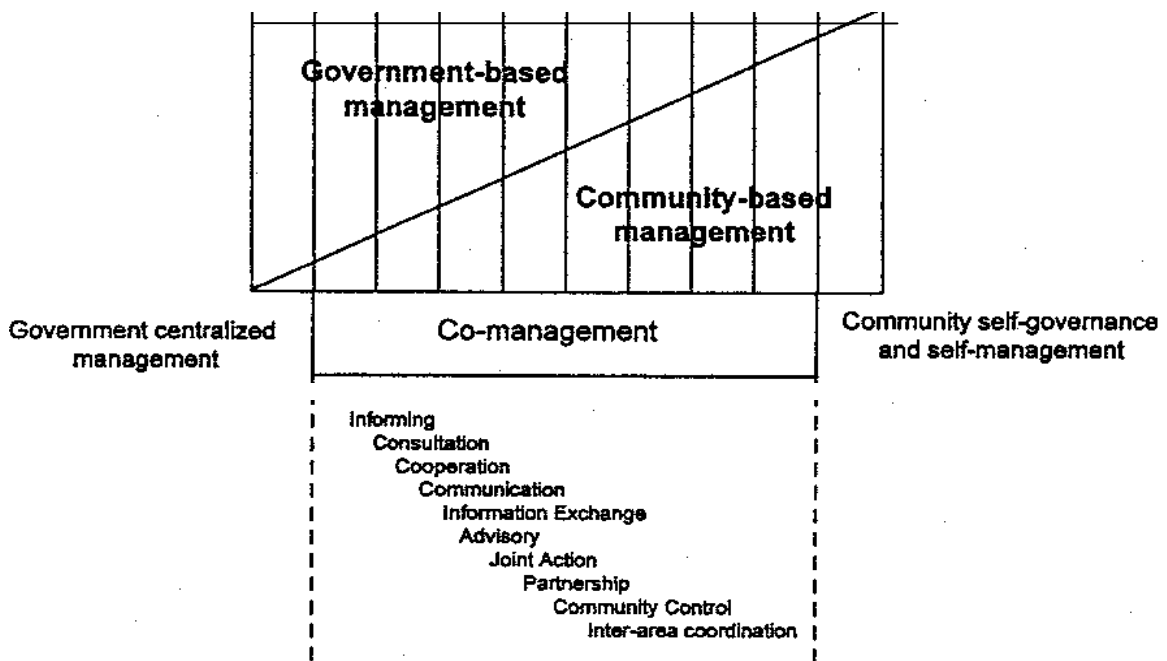 Government-based
management
Community-based
management
Government centralized
management
Co-management
Community self-governance
and self-management
Informing
Consultation
Cooperation
Communication
Information Exchange
Advisory
Joint Action
Partnership
Community Control
Inter-area coordination